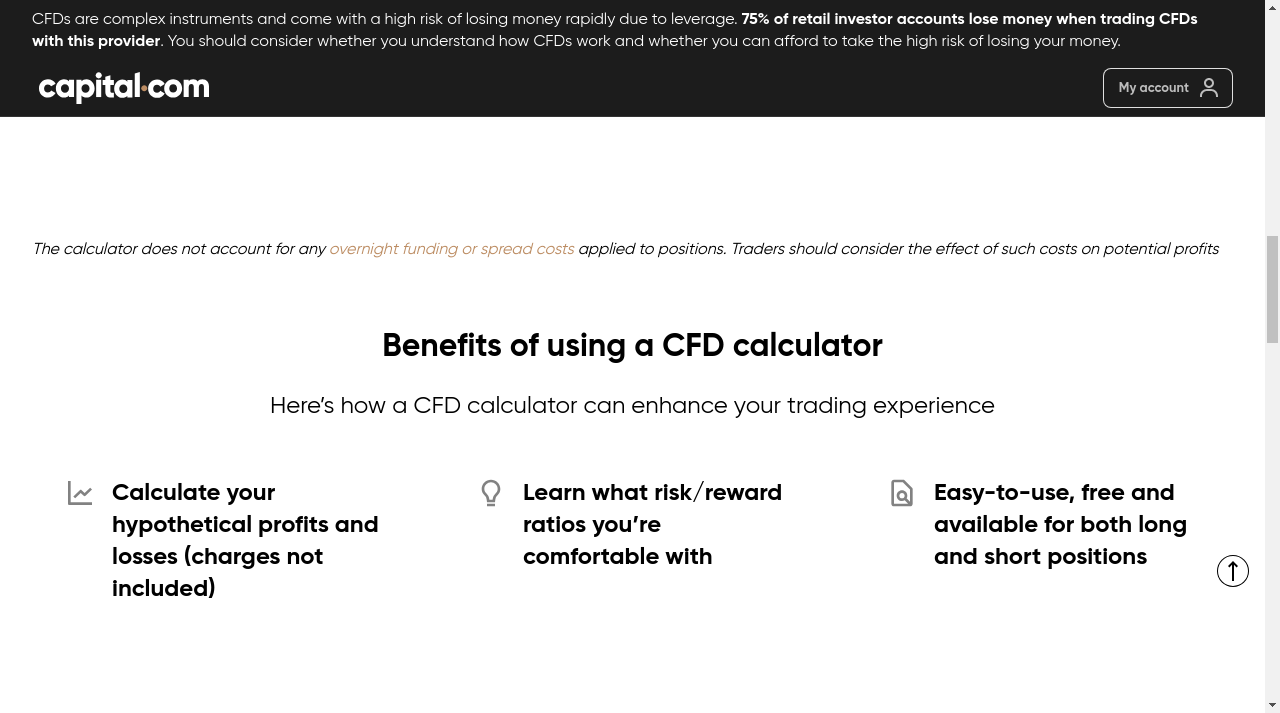 CFDs are complex instruments and come with a high risk of losing money rapidly due to leverage. 75% of retail investor accounts lose money when trading CFDs
with this provider. You should consider whether you understand how CFDs work and whether you can afford to take the high risk of losing your money.
capital.com
My account
The calculator does not account for any overnight funding or spread costs applied to positions. Traders should consider the effect of such costs on potential profits
Benefits of using a CFD calculator
Here’s how a CFD calculator can enhance your trading experience
Calculate your
hypothetical profits and
losses (charges not
included)
Learn what risk/reward
ratios you’re
comfortable with
Easy-to-use, free and
available for both long
and short positions